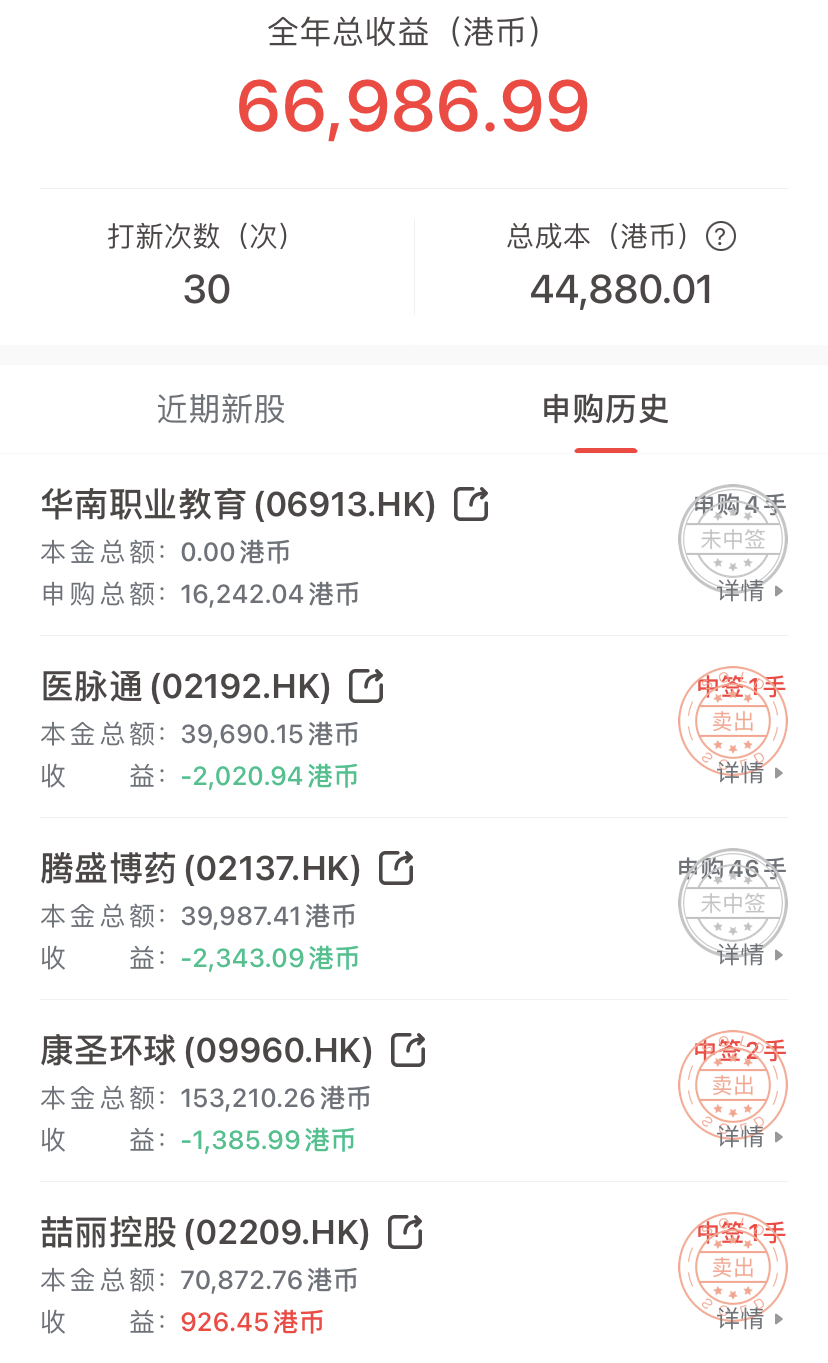 全年总收益（港币）
66,986.99
打新次数（次）
总成本（港币）?
30
44,880.01
近期新股
申购历史
华南职业教育(06913.HK)
申购4手
本金总额：0.00港币
未中签
申购总额：16,242.04港币
详情
医脉通(02192.HK)
中签1手
本金总额：39,690.15港币
卖出
收益：-2,020.94港币
SOLD
详情
腾盛博药(02137.HK)
申购46手
本金总额：39,987.41港币
未中签
收益：-2,343.09港币
详情
康圣环球(09960.HK)
中签2手
本金总额：153,210.26港币
卖出
收益：-1,385.99港币
SOLD
详情
喆丽控股(02209.HK)
中签1手
本金总额：70,872.76港币
卖出
收益：926.45港币
SOLD
详情